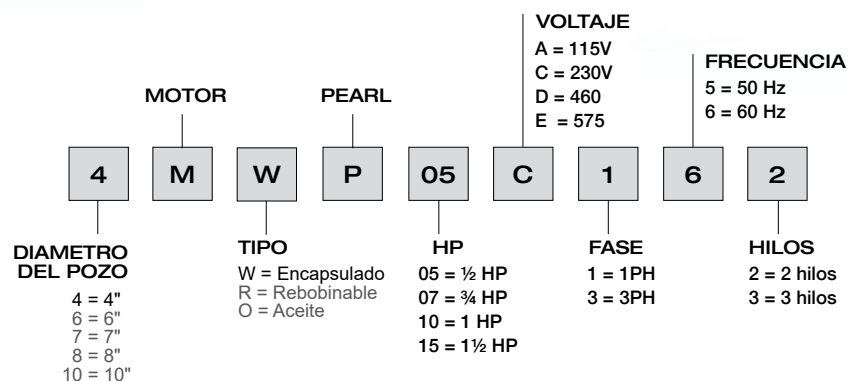 VOLTAJE
A = 115V
C = 230V
D = 460
E = 575
FRECUENCIA
5 = 50 Hz
6 = 60 Hz
MOTOR
PEARL
4 M W P 05 C 1 6 2
DIAMETRO
DEL POZO
4 = 4"
6 = 6"
7 = 7"
8 = 8"
10 = 10"
TIPO
W = Encapsulado
R = Rebobinable
O = Aceite
HP
05 = ½ HP
07 = ¾ HP
10 = 1 HP
15 = 1½ HP
FASE
1 = 1PH
3 = 3PH
HILOS
2 = 2 hilos
3 = 3 hilos